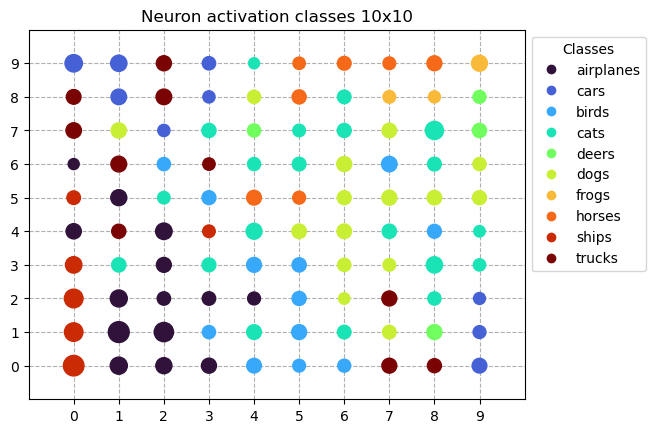 Neuron activation classes 10x10
9
8
7
6
5
4
3
2
1
0
0 1 2 3 4 5 6 7 8 9
Classes
airplanes
cars
birds
cats
deers
dogs
frogs
horses
ships
trucks